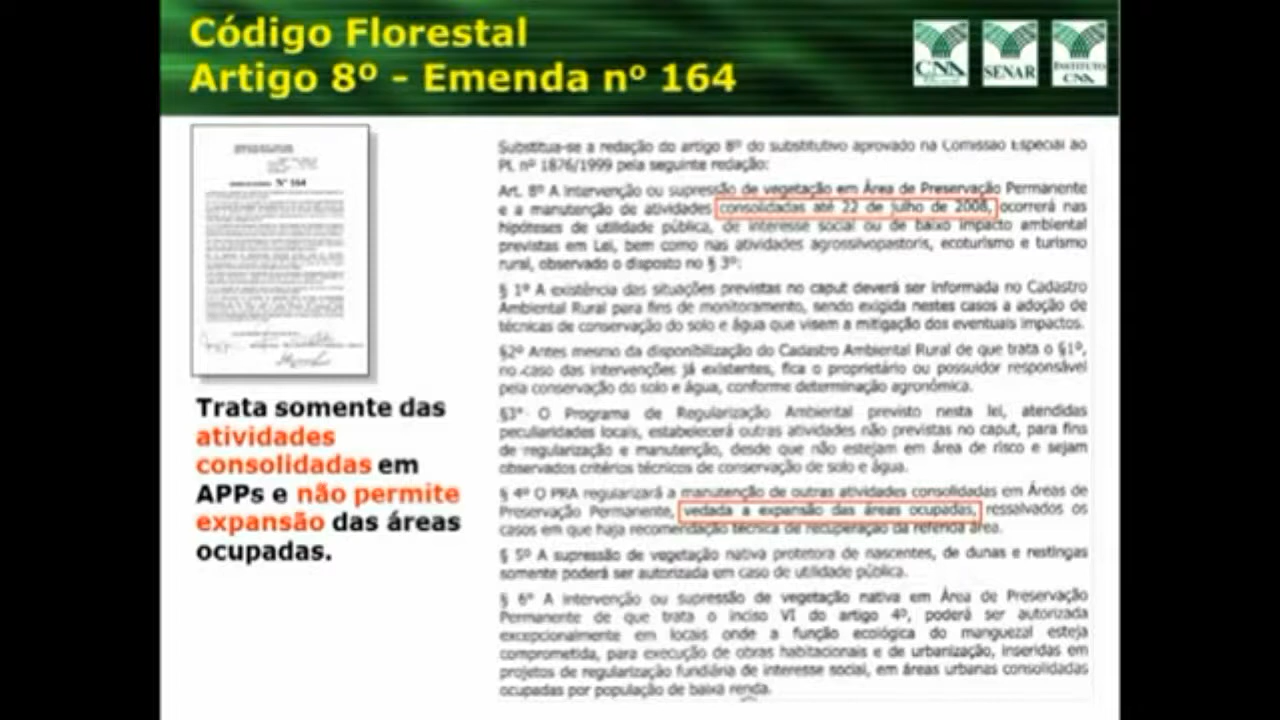 Código Florestal
Artigo 8º - Emenda nº 164
CNA
SENAR
INSTITUTO
CNA
Nº 164
Trata somente das
atividades
consolidadas em
APPs e não permite
expansão das áreas
ocupadas.
Substitua-se a redação do artigo 8º do substitutivo aprovado na Comissão Especial ao
PL nº 1876/1999 pela seguinte redação:
Art. 8º A intervenção ou supressão de vegetação em Área de Preservação Permanente
e a manutenção de atividades consolidadas até 22 de julho de 2008, ocorrerá nas
hipóteses de utilidade pública, de interesse social ou de baixo impacto ambiental
previstas em Lei, bem como nas atividades agrossilvopastoris, ecoturismo e turismo
rural, observado o disposto no § 3º:
§ 1º A existência das situações previstas no caput deverá ser informada no Cadastro
Ambiental Rural para fins de monitoramento, sendo exigida nestes casos a adoção de
técnicas de conservação do solo e água que visem a mitigação dos eventuais impactos.
§2º Antes mesmo da disponibilização do Cadastro Ambiental Rural de que trata o §1º,
no caso das intervenções já existentes, fica o proprietário ou possuidor responsável
pela conservação do solo e água, conforme determinação agronômica.
§3º O Programa de Regularização Ambiental previsto nesta lei, atendidas
peculiaridades locais, estabelecerá outras atividades não previstas no caput, para fins
de regularização e manutenção, desde que não estejam em área de risco e sejam
observados critérios técnicos de conservação de solo e água.
§ 4º O PRA regularizará a manutenção de outras atividades consolidadas em Áreas de
Preservação Permanente, vedada a expansão das áreas ocupadas, ressalvados os
casos em que haja recomendação técnica de recuperação da referida área.
§ 5º A supressão de vegetação nativa protetora de nascentes, de dunas e restingas
somente poderá ser autorizada em caso de utilidade pública.
§ 6º A intervenção ou supressão de vegetação nativa em Área de Preservação
Permanente de que trata o inciso VI do artigo 4º, poderá ser autorizada
excepcionalmente em locais onde a função ecológica do manguezal esteja
comprometida, para execução de obras habitacionais e de urbanização, inseridas em
projetos de regularização fundiária de interesse social, em áreas urbanas consolidadas
ocupadas por população de baixa renda.